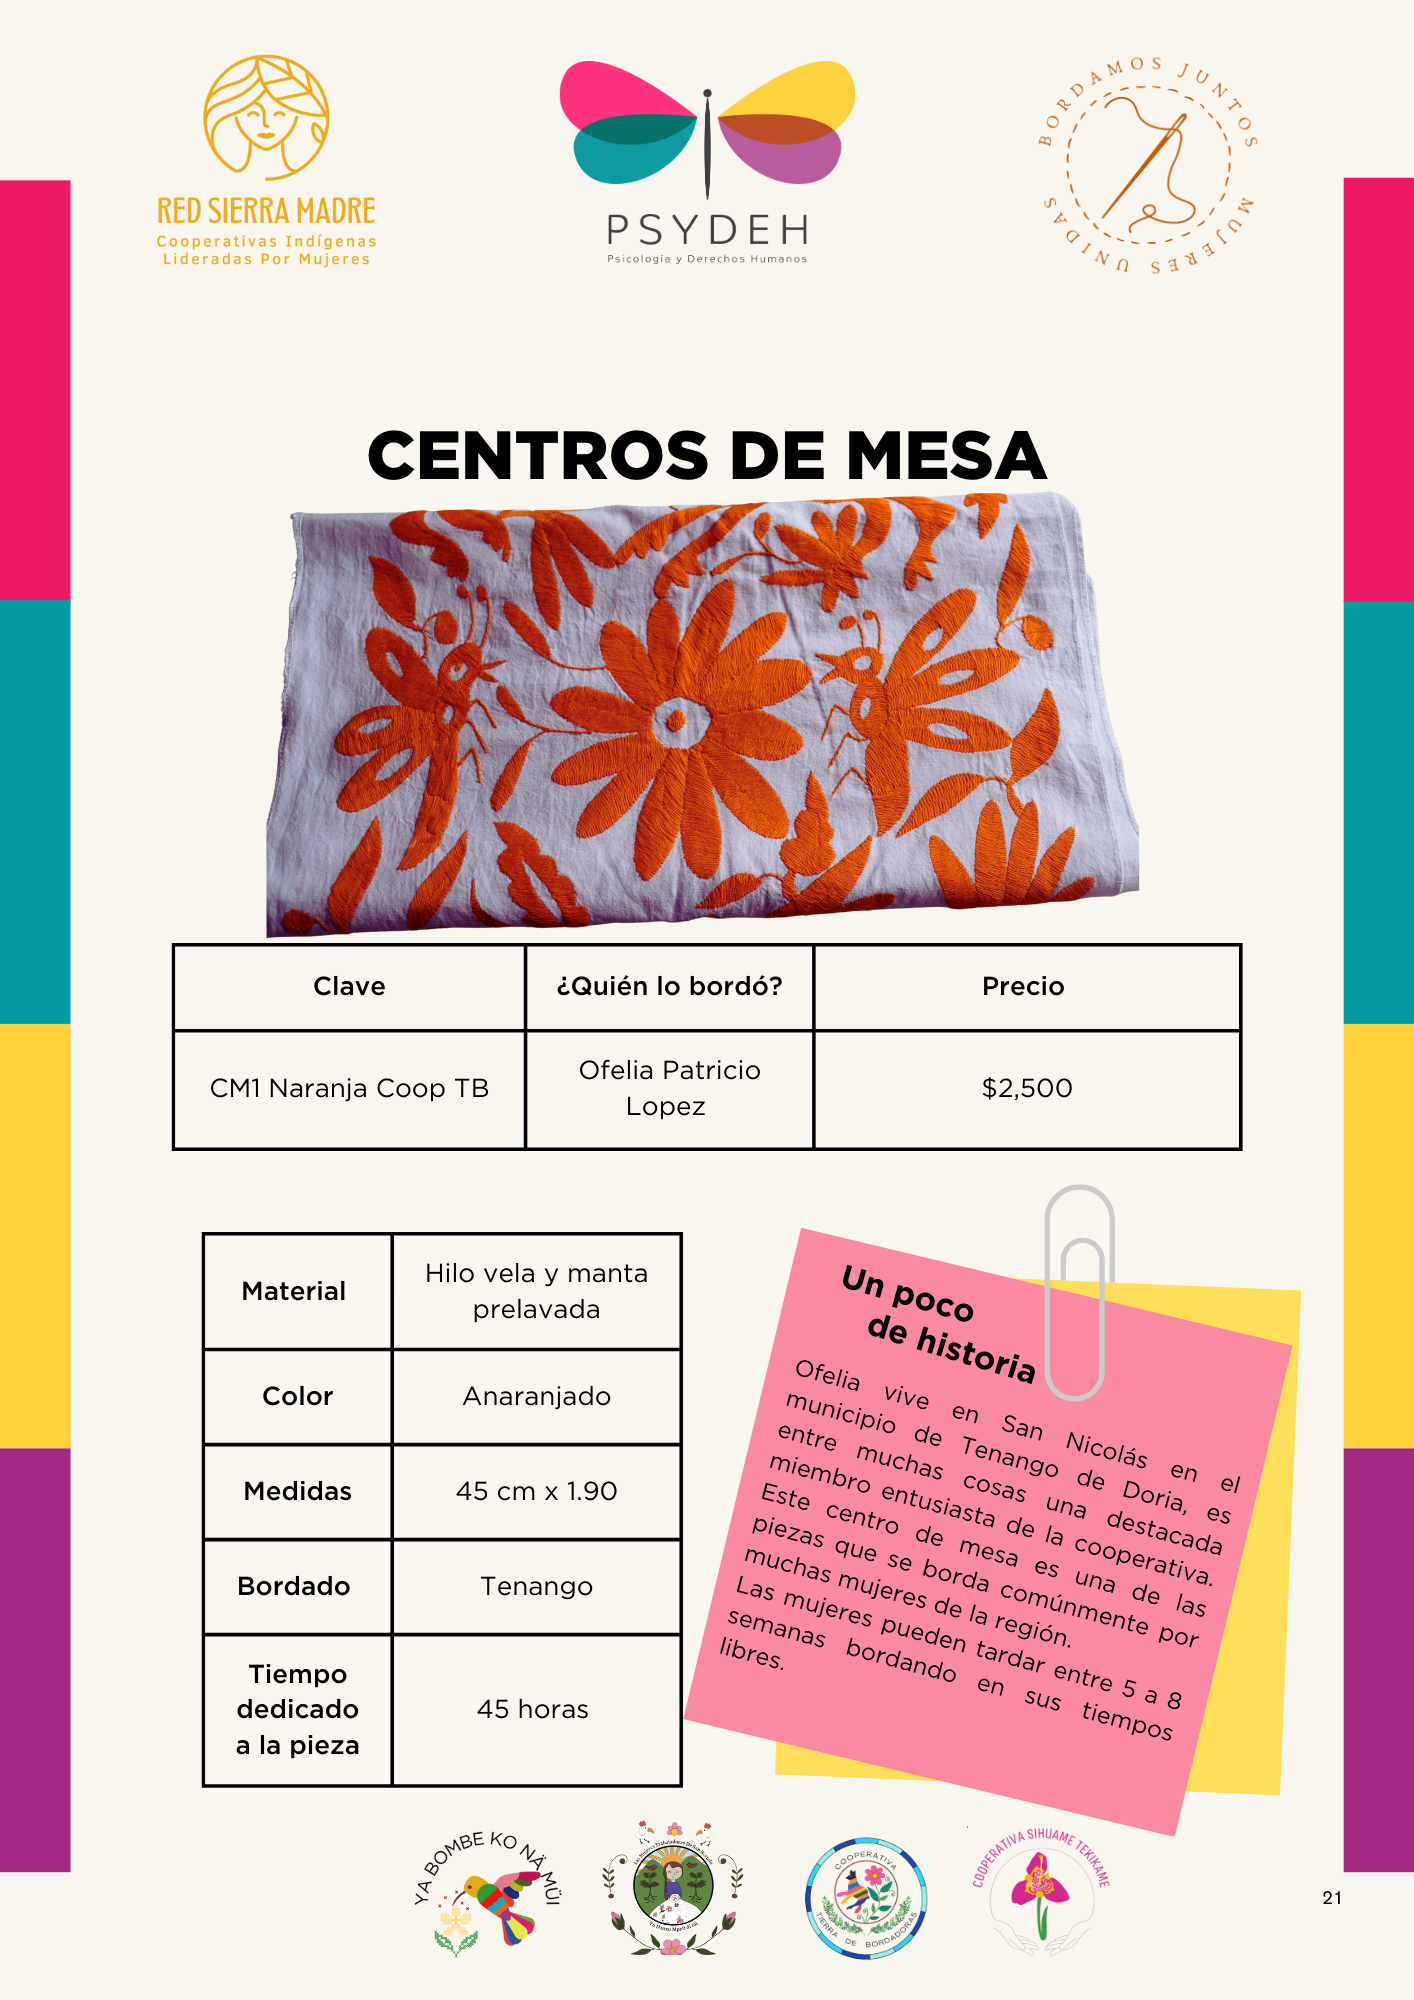 RED SIERRA MADRE
Cooperativas Indígenas
Lideradas Por Mujeres
PSYDEH
Psicología y Derechos Humanos
BORDAMOS JUNTOS
MUJERES UNIDAS
CENTROS DE MESA
Clave
¿Quién lo bordó?
Precio
CM1 Naranja Coop TB
Ofelia Patricio
Lopez
$2,500
Material
Hilo vela y manta
prelavada
Color
Anaranjado
Medidas
45 cm x 1.90
Bordado
Tenango
Tiempo
dedicado
a la pieza
45 horas
Un poco
de historia
Ofelia vive en San Nicolás en el
municipio de Tenango de Doria, es
entre muchas cosas una destacada
miembro entusiasta de la cooperativa.
Este centro de mesa es una de las
piezas que se borda comúnmente por
muchas mujeres de la región.
Las mujeres pueden tardar entre 5 a 8
semanas bordando en sus tiempos
libres.
YA BOMBE KO NÄ MÜI
COOPERATIVA
TIERRA DE BORDADORAS
COOPERATIVA SIHUAME TEKIKAME
21